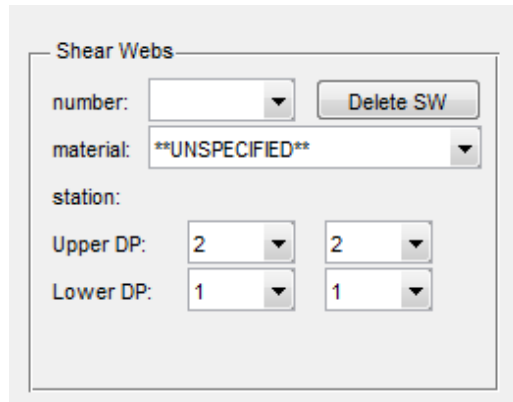 Shear Webs
number: Delete SW
material: **UNSPECIFIED**
station:
Upper DP: 2 2
Lower DP: 1 1